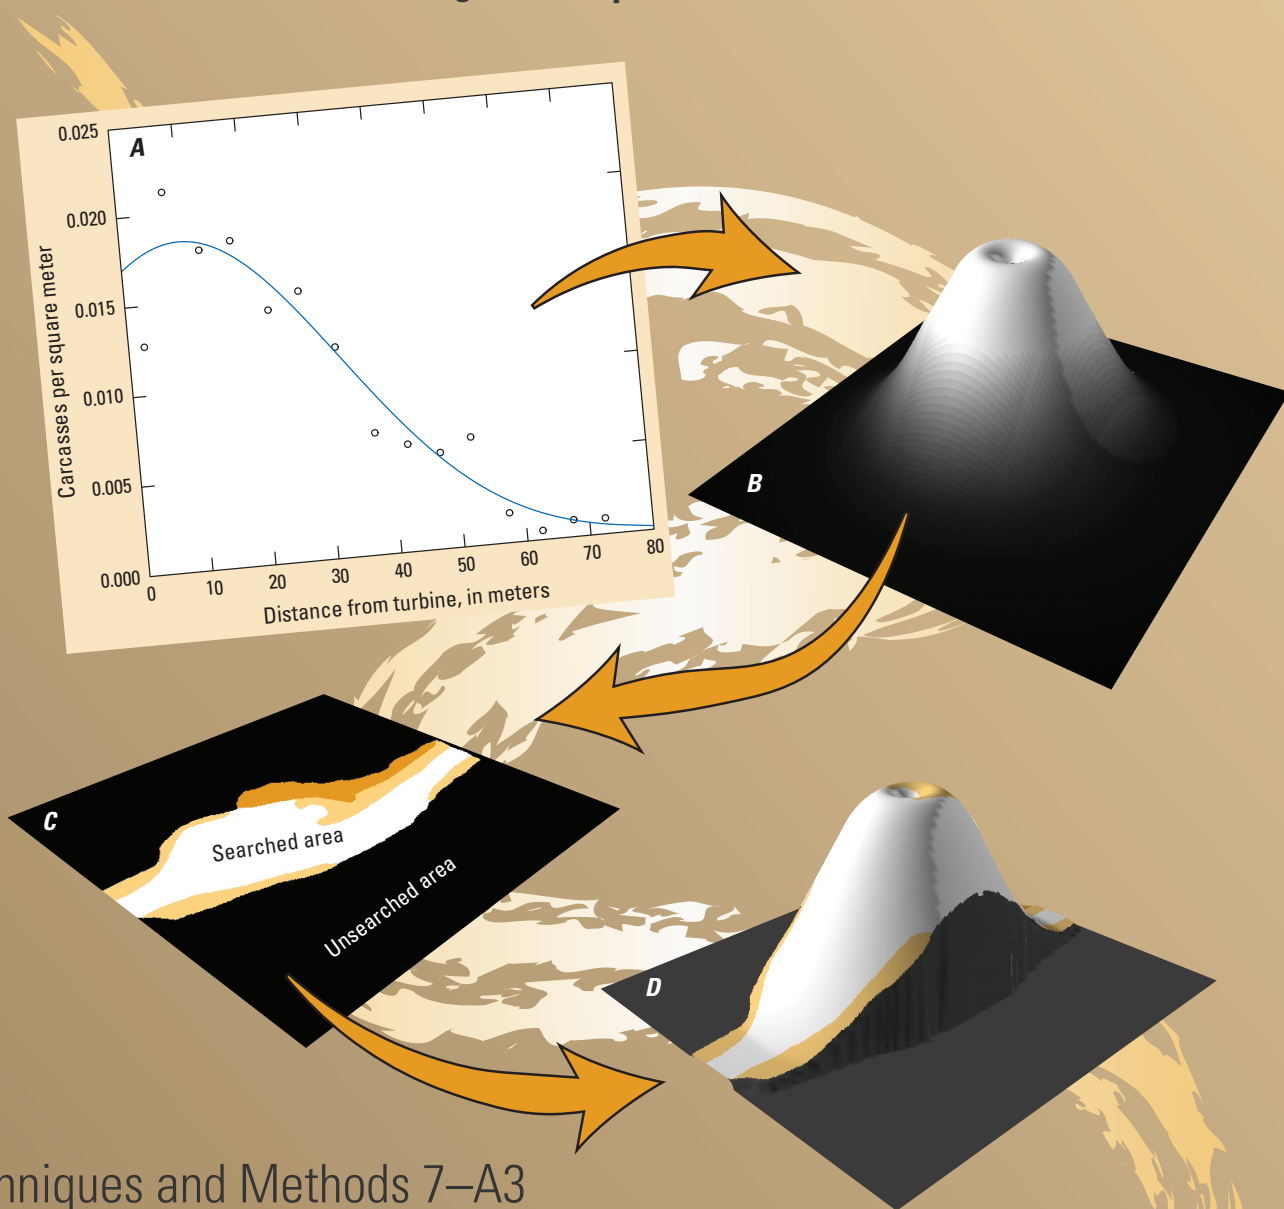 A
0.025
0.020
0.015
0.010
0.005
0.000
Carcasses per square meter
0 10 20 30 40 50 60 70 80
Distance from turbine, in meters
B
C
Searched area
Unsearched area
D
and Methods 7–A3